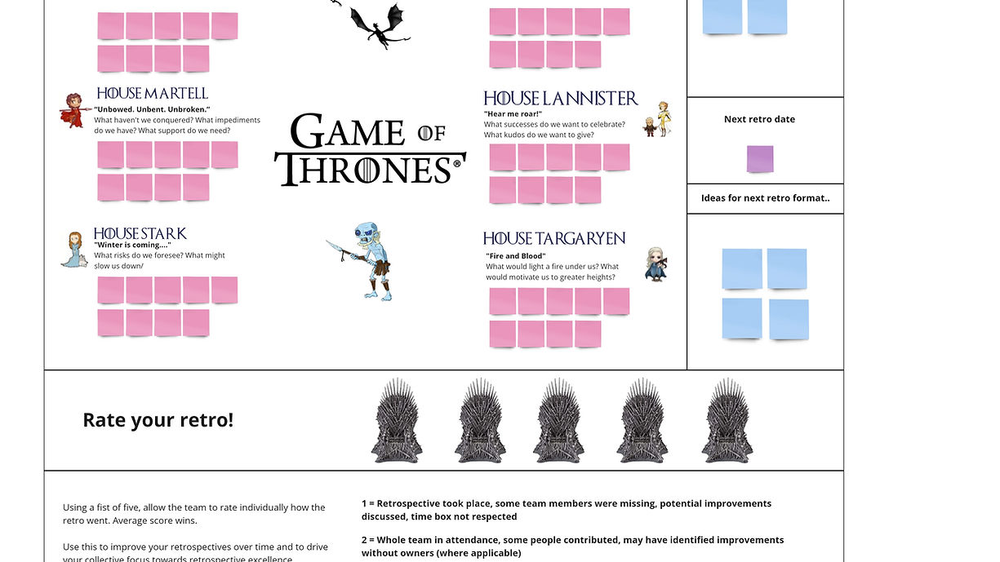 HOUSE MARTELL
“Unbowed. Unbent. Unbroken.”
What haven't we conquered? What impediments
do we have? What support do we need?
HOUSE STARK
"Winter is coming...."
What risks do we foresee? What might
slow us down/
GAME OF
THRONES®
HOUSE LANNISTER
"Hear me roar!"
What successes do we want to celebrate?
What kudos do we want to give?
HOUSE TARGARYEN
"Fire and Blood"
What would light a fire under us? What
would motivate us to greater heights?
Next retro date
Ideas for next retro format..
Rate your retro!
Using a fist of five, allow the team to rate individually how the
retro went. Average score wins.
Use this to improve your retrospectives over time and to drive
your collective focus towards retrospective excellence
1 = Retrospective took place, some team members were missing, potential improvements
discussed, time box not respected
2 = Whole team in attendance, some people contributed, may have identified improvements
without owners (where applicable)